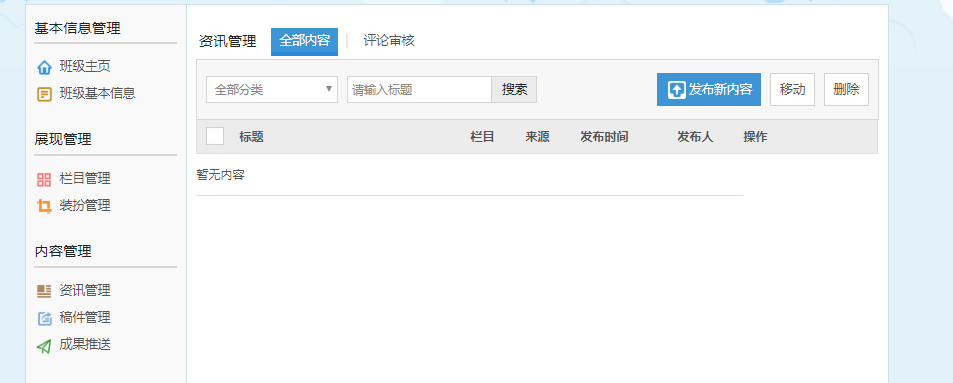 基本信息管理
班级主页
班级基本信息
展现管理
栏目管理
装扮管理
内容管理
资讯管理
稿件管理
成果推送
资讯管理 全部内容 | 评论审核
全部分类 请输入标题 搜索 发布新内容 移动 删除
标题 栏目 来源 发布时间 发布人 操作
暂无内容